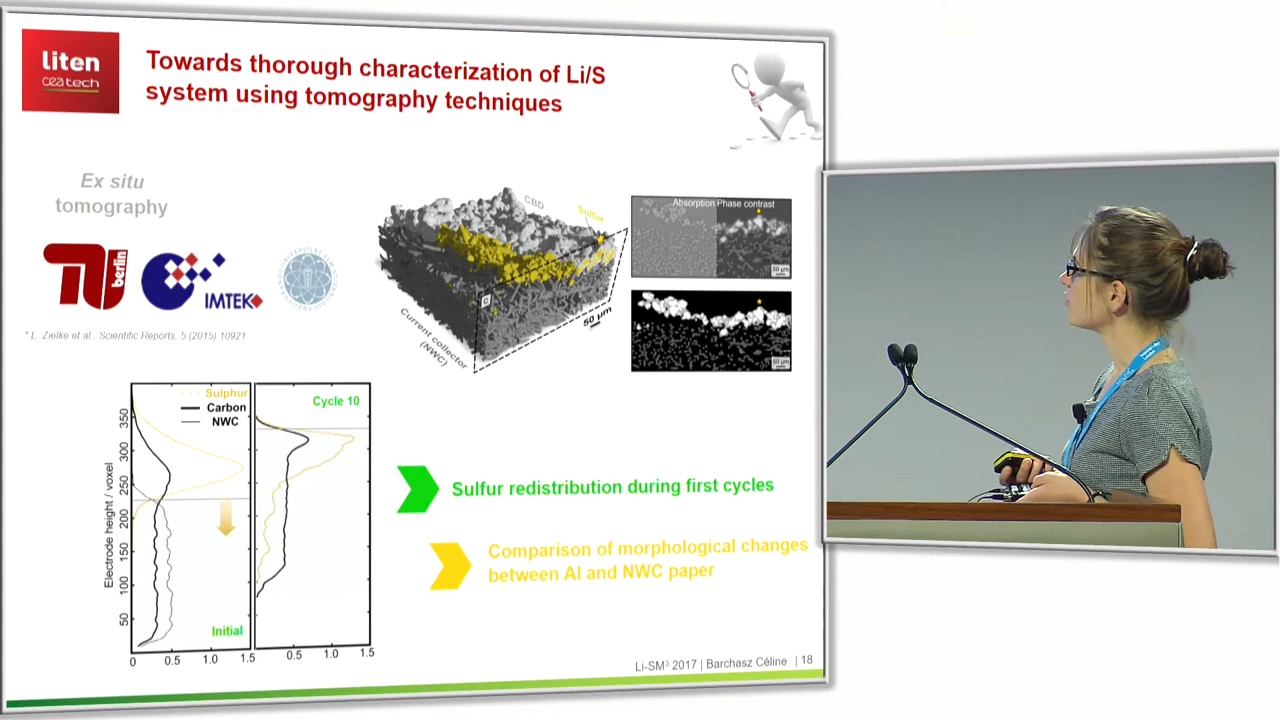 liten
ceatech
Towards thorough characterization of Li/S
system using tomography techniques
Ex situ
tomography
berlin
IMTEK
* L. Zielke et al., Scientific Reports, 5 (2015) 10921
CBD
Sulfur
Current collector
(NWC)
50 µm
Absorption Phase contrast
50 µm
50 µm
Sulphur
Carbon
NWC
Cycle 10
Electrode height / voxel
350
300
250
200
150
100
50
Initial
0 0.5 1.0 1.5
0.5 1.0 1.5
Sulfur redistribution during first cycles
Comparison of morphological changes
between Al and NWC paper
Li-SM³ 2017 | Barchasz Céline | 18